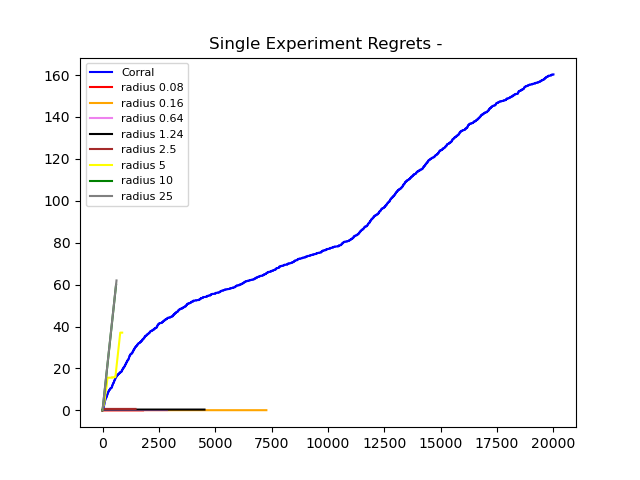 Single Experiment Regrets -
160
140
120
100
80
60
40
20
0
Corral
radius 0.08
radius 0.16
radius 0.64
radius 1.24
radius 2.5
radius 5
radius 10
radius 25
0 2500 5000 7500 10000 12500 15000 17500 20000